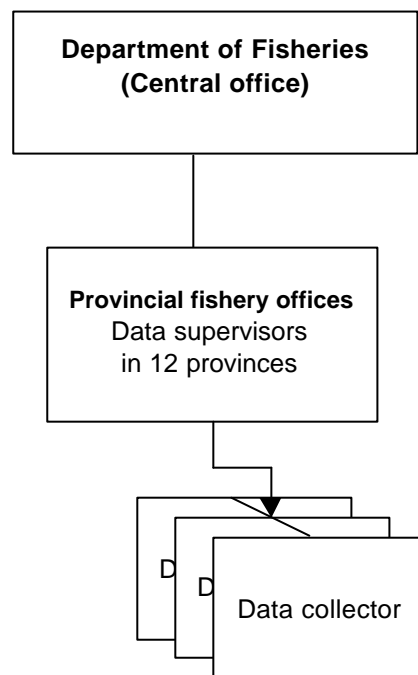 Department of Fisheries
(Central office)
Provincial fishery offices
Data supervisors
in 12 provinces
D
D
Data collector